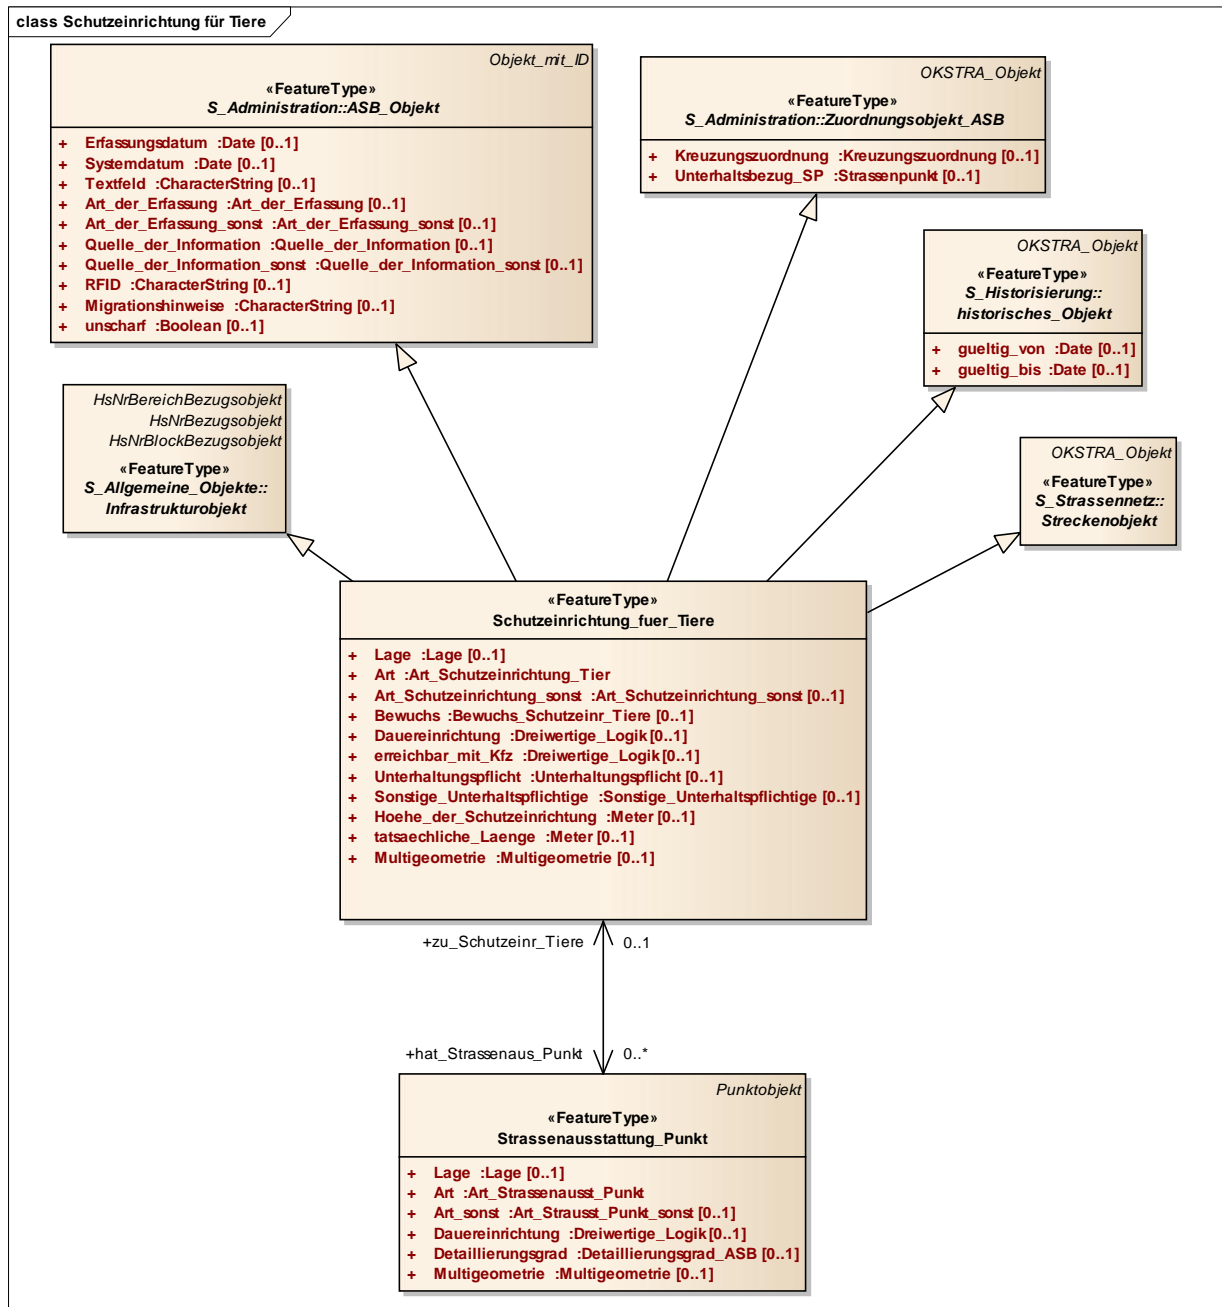 class Schutzeinrichtung für Tiere
Objekt_mit_ID
«FeatureType»
S_Administration::ASB_Objekt
+ Erfassungsdatum :Date [0..1]
+ Systemdatum :Date [0..1]
+ Textfeld :CharacterString [0..1]
+ Art_der_Erfassung :Art_der_Erfassung [0..1]
+ Art_der_Erfassung_sonst :Art_der_Erfassung_sonst [0..1]
+ Quelle_der_Information :Quelle_der_Information [0..1]
+ Quelle_der_Information_sonst :Quelle_der_Information_sonst [0..1]
+ RFID :CharacterString [0..1]
+ Migrationshinweise :CharacterString [0..1]
+ unscharf :Boolean [0..1]
OKSTRA_Objekt
«FeatureType»
S_Administration::Zuordnungsobjekt_ASB
+ Kreuzungszuordnung :Kreuzungszuordnung [0..1]
+ Unterhaltsbezug_SP :Strassenpunkt [0..1]
OKSTRA_Objekt
«FeatureType»
S_Historisierung::
historisches_Objekt
+ gueltig_von :Date [0..1]
+ gueltig_bis :Date [0..1]
HsNrBereichBezugsobjekt
HsNrBezugsobjekt
HsNrBlockBezugsobjekt
«FeatureType»
S_Allgemeine_Objekte::
Infrastrukturobjekt
OKSTRA_Objekt
«FeatureType»
S_Strassennetz::
Streckenobjekt
«FeatureType»
Schutzeinrichtung_fuer_Tiere
+ Lage :Lage [0..1]
+ Art :Art_Schutzeinrichtung_Tier
+ Art_Schutzeinrichtung_sonst :Art_Schutzeinrichtung_sonst [0..1]
+ Bewuchs :Bewuchs_Schutzeinr_Tiere [0..1]
+ Dauereinrichtung :Dreiwertige_Logik [0..1]
+ erreichbar_mit_Kfz :Dreiwertige_Logik [0..1]
+ Unterhaltungspflicht :Unterhaltungspflicht [0..1]
+ Sonstige_Unterhaltspflichtige :Sonstige_Unterhaltspflichtige [0..1]
+ Hoehe_der_Schutzeinrichtung :Meter [0..1]
+ tatsaechliche_Laenge :Meter [0..1]
+ Multigeometrie :Multigeometrie [0..1]
+zu_Schutzeinr_Tiere 0..1
+hat_Strassenaus_Punkt 0..*
Punktobjekt
«FeatureType»
Strassenausstattung_Punkt
+ Lage :Lage [0..1]
+ Art :Art_Strassenausst_Punkt
+ Art_sonst :Art_Strausst_Punkt_sonst [0..1]
+ Dauereinrichtung :Dreiwertige_Logik [0..1]
+ Detaillierungsgrad :Detaillierungsgrad_ASB [0..1]
+ Multigeometrie :Multigeometrie [0..1]